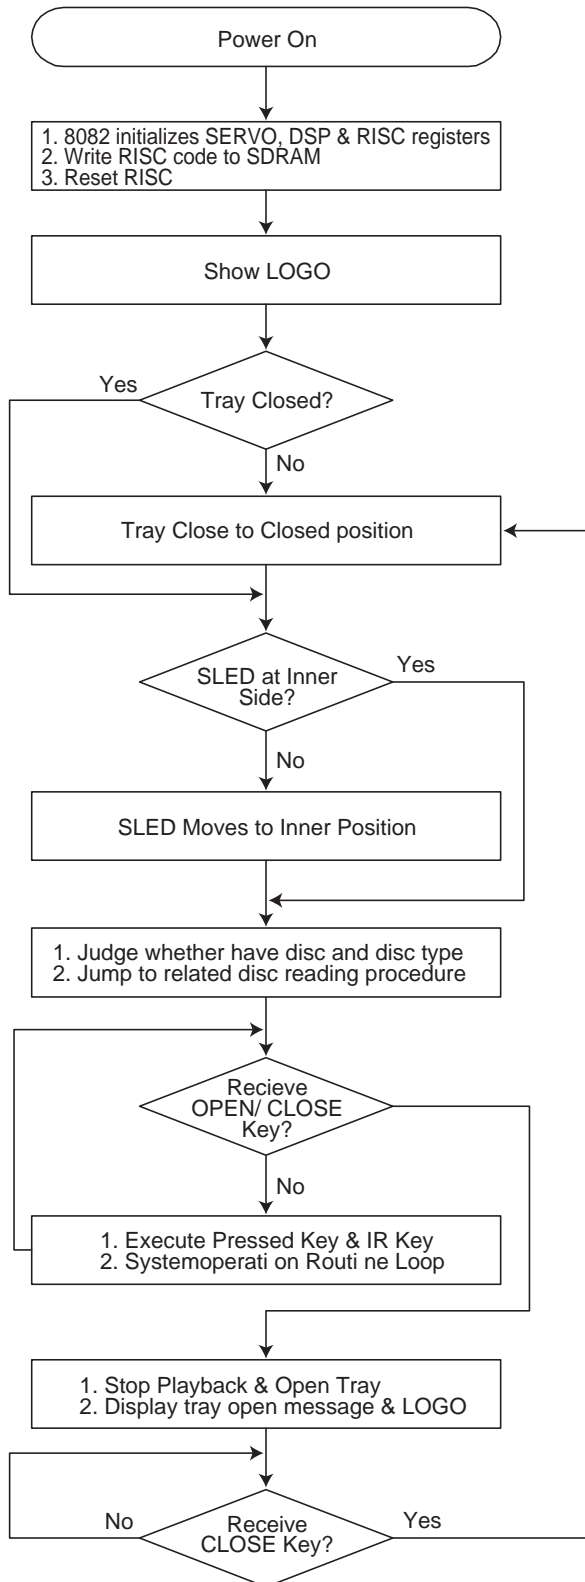 Power On
1. 8082 initializes SERVO, DSP & RISC registers
2. Write RISC code to SDRAM
3. Reset RISC
Show LOGO
Yes
Tray Closed?
No
Tray Close to Closed position
SLED at Inner
Side?
Yes
No
SLED Moves to Inner Position
1. Judge whether have disc and disc type
2. Jump to related disc reading procedure
Recieve
OPEN/ CLOSE
Key?
No
1. Execute Pressed Key & IR Key
2. Systemoperati on Routi ne Loop
1. Stop Playback & Open Tray
2. Display tray open message & LOGO
No
Receive
CLOSE Key?
Yes